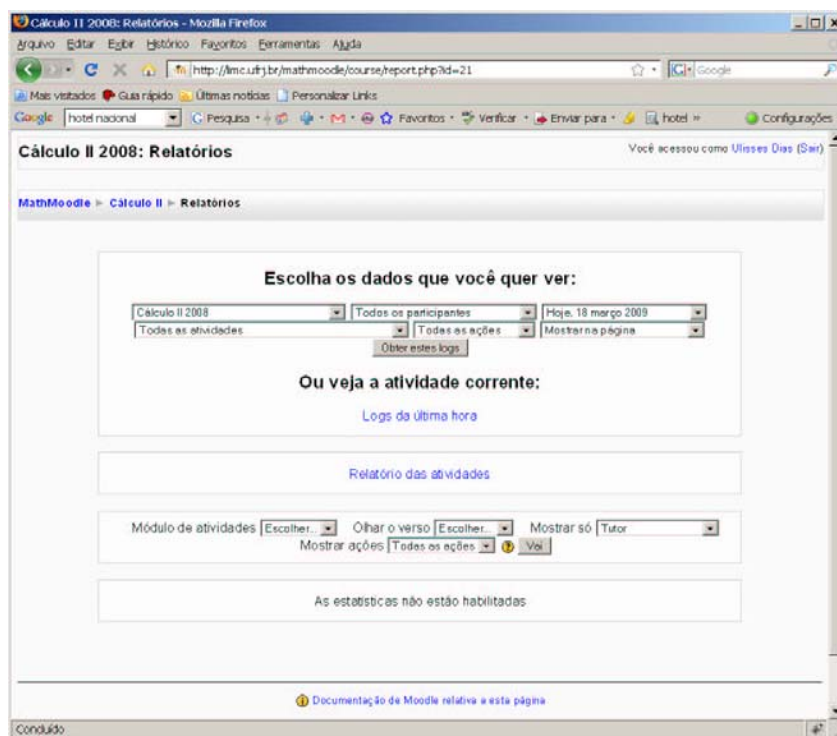 Cálculo II 2008: Relatórios - Mozilla Firefox
Arquivo Editar Exibir Histórico Favoritos Ferramentas Ajuda
http://lmc.ufrj.br/mathmoodle/course/report.php?id=21
Google
Mais visitados Guia rápido Últimas notícias Personalizar Links
Google hotel nacional Pesquisa Favoritos Verificar Enviar para hotel » Configurações
Cálculo II 2008: Relatórios
Você acessou como Ulisses Dias (Sair)
MathMoodle ► Cálculo II ► Relatórios
Escolha os dados que você quer ver:
Cálculo II 2008 Todos os participantes Hoje, 18 março 2009
Todas as atividades Todas as ações Mostrar na página
Obter estes logs
Ou veja a atividade corrente:
Logs da última hora
Relatório das atividades
Módulo de atividades Escolher... Olhar o verso Escolher... Mostrar só Tutor
Mostrar ações Todas as ações Vai
As estatísticas não estão habilitadas
Documentação de Moodle relativa a esta página
Concluído